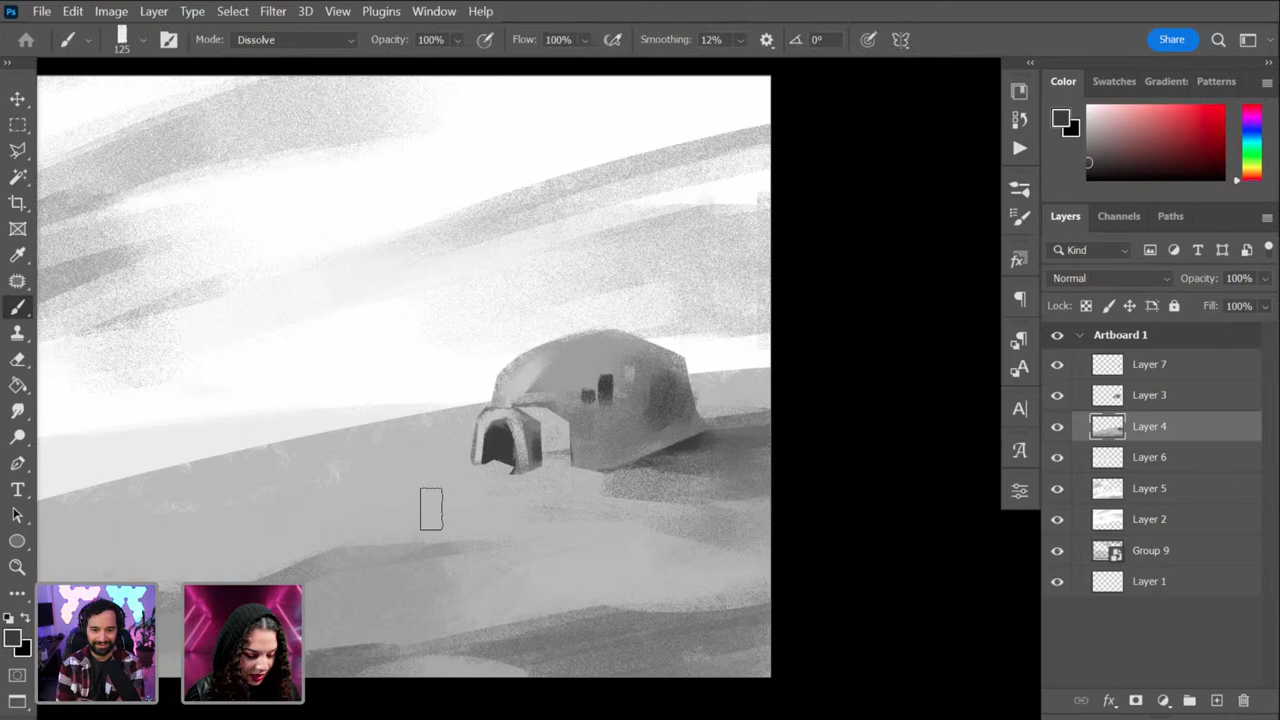 Ps File Edit Image Layer Type Select Filter 3D View Plugins Window Help
125 Mode: Dissolve Opacity: 100% Flow: 100% Smoothing: 12% 0° Share
Color Swatches Gradient: Patterns
Layers Channels Paths
Kind
Normal Opacity: 100%
Lock: Fill: 100%
Artboard 1
Layer 7
Layer 3
Layer 4
Layer 6
Layer 5
Layer 2
Group 9
Layer 1